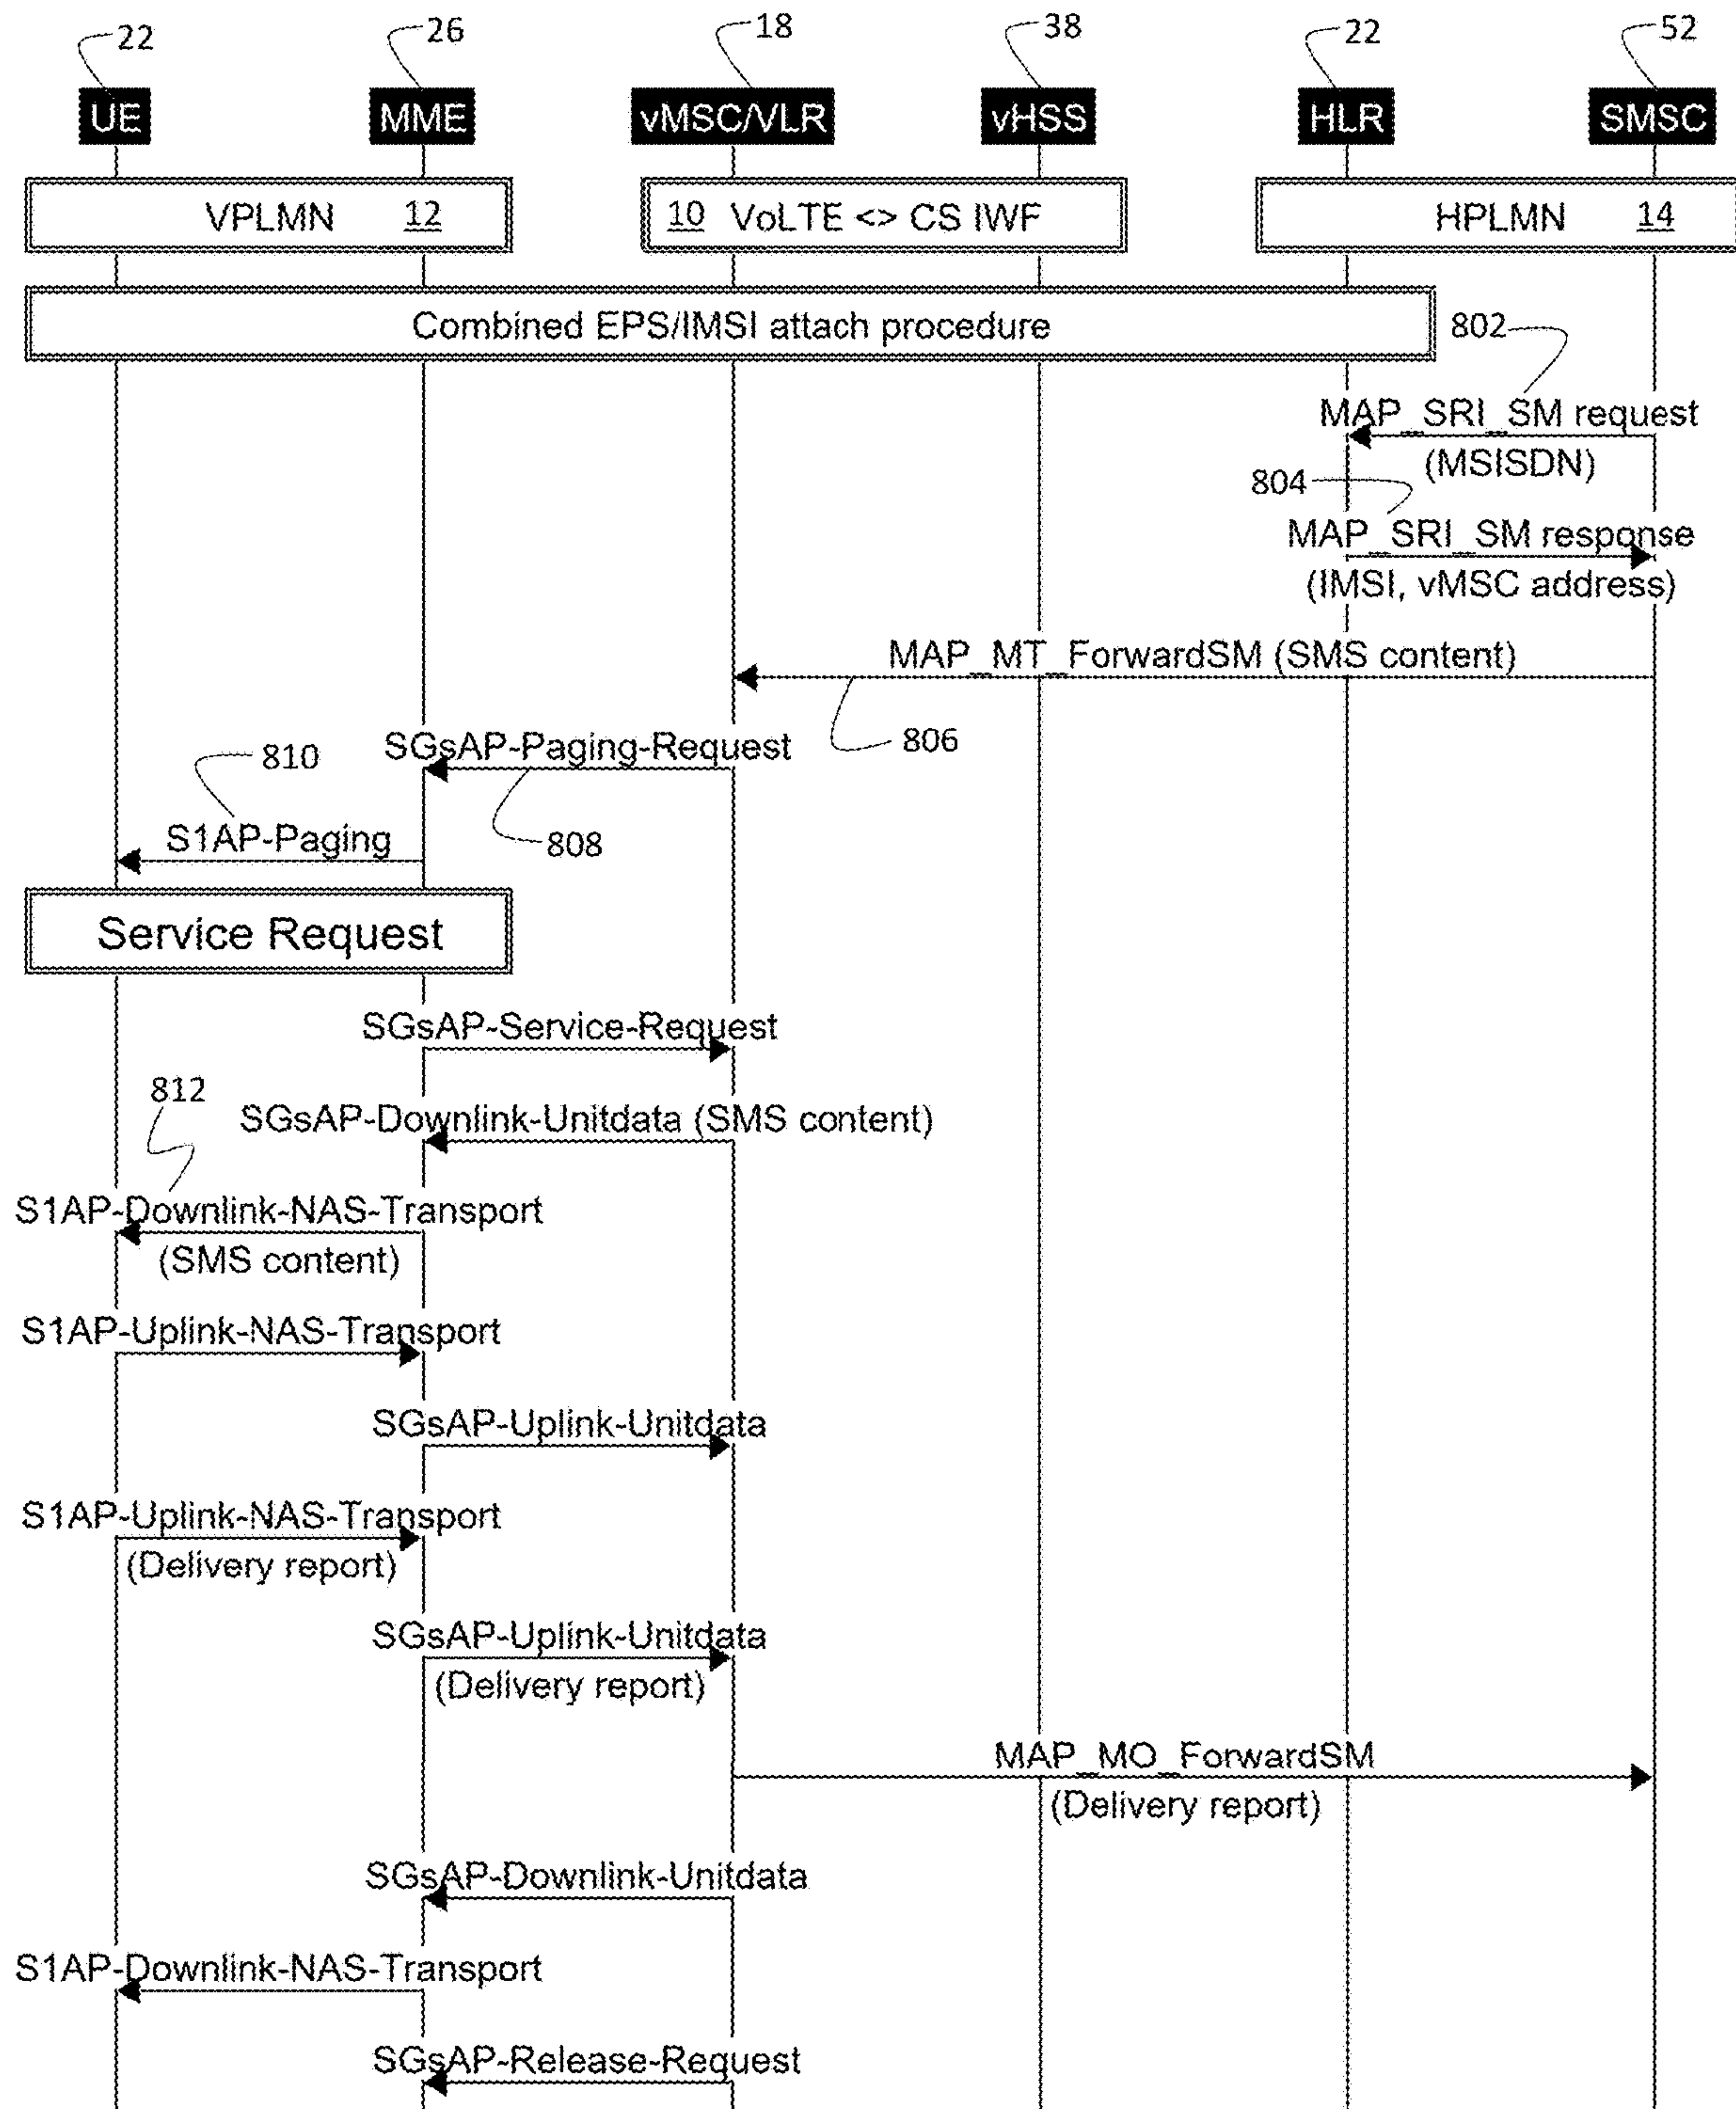 22 26 18 38 22 52
UE MME vMSC/VLR vHSS HLR SMSC
VPLMN 12 10 VoLTE <> CS IWF HPLMN 14
Combined EPS/IMSI attach procedure 802
MAP_SRI_SM request
(MSISDN)
804
MAP_SRI_SM response
(IMSI, vMSC address)
MAP_MT_ForwardSM (SMS content)
806
SGsAP-Paging-Request
810
808
S1AP-Paging
Service Request
SGsAP-Service-Request
812
SGsAP-Downlink-Unitdata (SMS content)
S1AP-Downlink-NAS-Transport
(SMS content)
S1AP-Uplink-NAS-Transport
SGsAP-Uplink-Unitdata
S1AP-Uplink-NAS-Transport
(Delivery report)
SGsAP-Uplink-Unitdata
(Delivery report)
MAP_MO_ForwardSM
(Delivery report)
SGsAP-Downlink-Unitdata
S1AP-Downlink-NAS-Transport
SGsAP-Release-Request